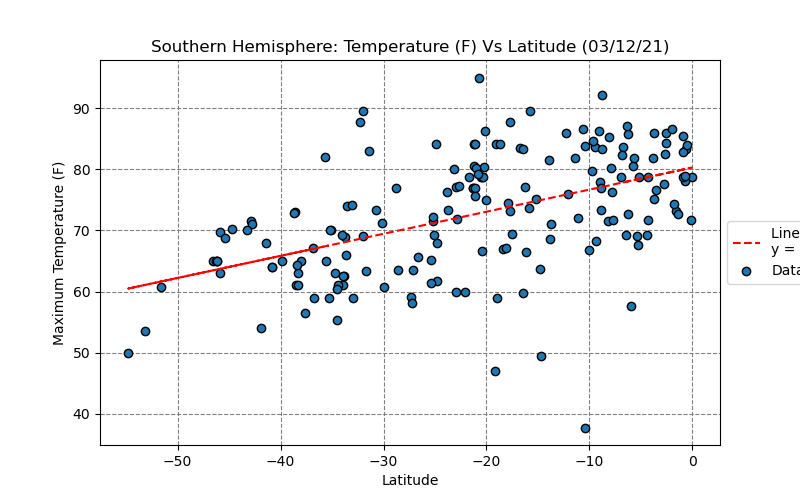 Southern Hemisphere: Temperature (F) Vs Latitude (03/12/21)
Maximum Temperature (F)
90
80
70
60
50
40
−50
−40
−30
−20
−10
0
Latitude
Line
y =
Data